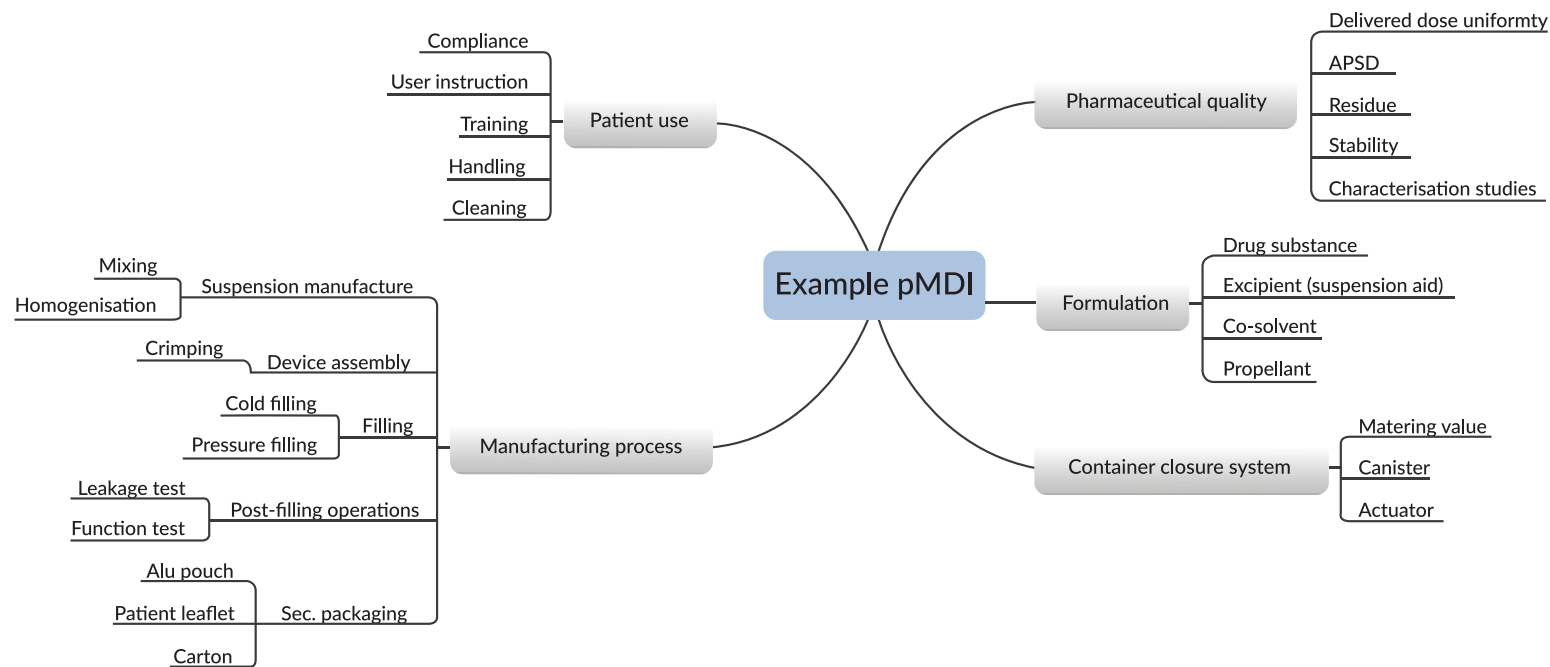 Example pMDI
Patient use
Compliance
User instruction
Training
Handling
Cleaning
Pharmaceutical quality
Delivered dose uniformty
APSD
Residue
Stability
Characterisation studies
Formulation
Drug substance
Excipient (suspension aid)
Co-solvent
Propellant
Container closure system
Matering value
Canister
Actuator
Manufacturing process
Suspension manufacture
Mixing
Homogenisation
Device assembly
Crimping
Filling
Cold filling
Pressure filling
Post-filling operations
Leakage test
Function test
Sec. packaging
Alu pouch
Patient leaflet
Carton